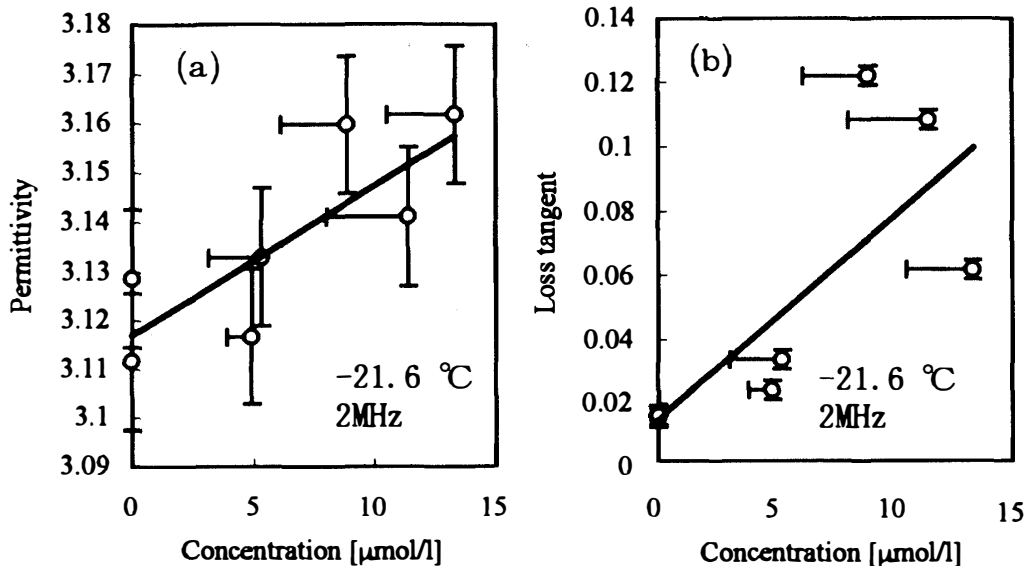 (a)
Permittivity
3.18
3.17
3.16
3.15
3.14
3.13
3.12
3.11
3.1
3.09
-21.6 ℃
2MHz
0 5 10 15
Concentration [μmol/l]
(b)
Loss tangent
0.14
0.12
0.1
0.08
0.06
0.04
0.02
0
-21.6 ℃
2MHz
0 5 10 15
Concentration [μmol/l]